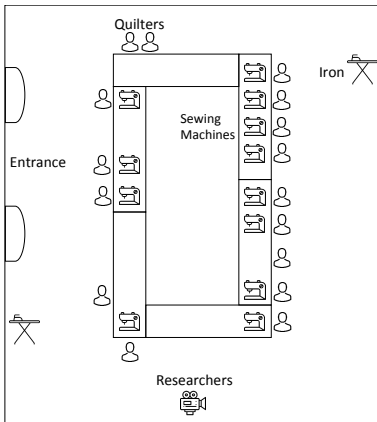 Quilters
Iron
Sewing
Machines
Entrance
Researchers